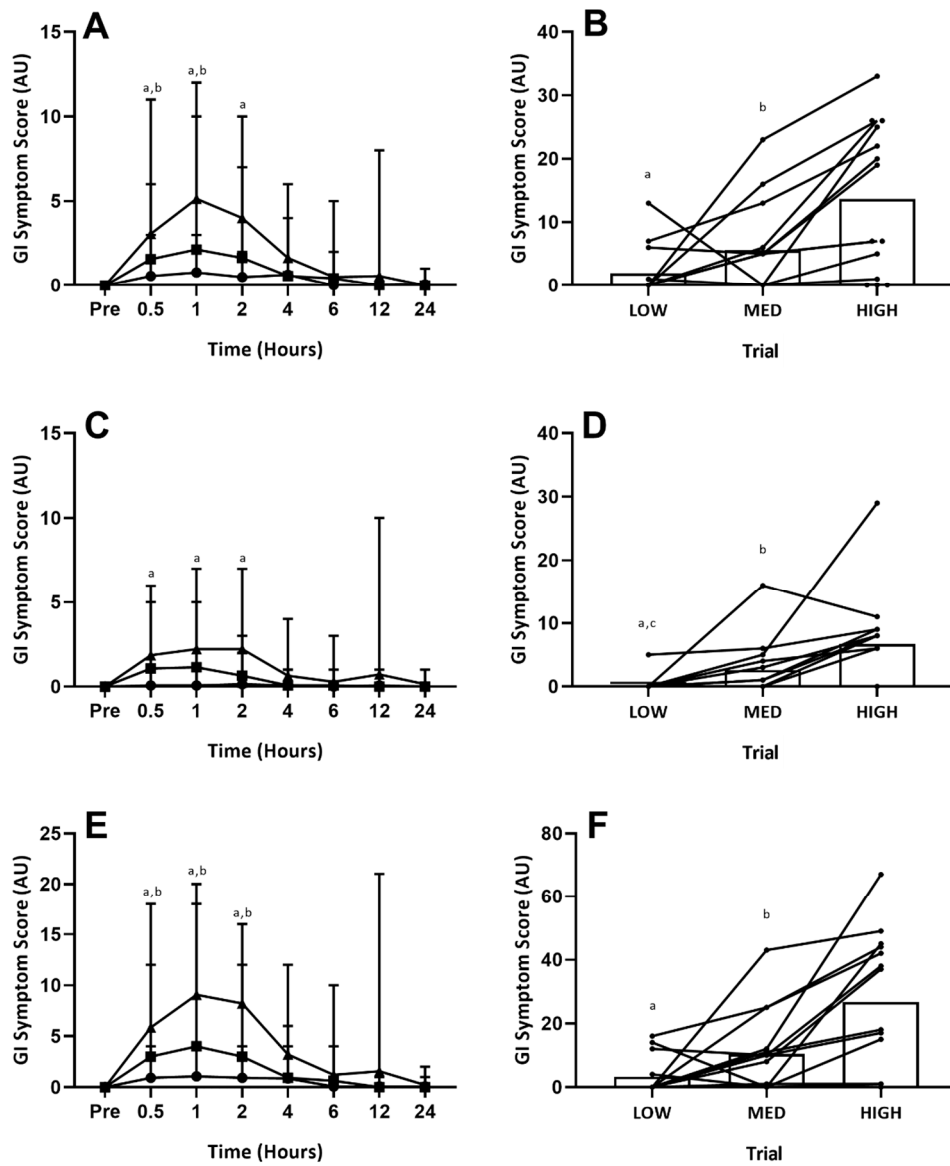 A
GI Symptom Score (AU)
15
10
5
0
a,b
a,b
a
Pre 0.5 1 2 4 6 12 24
Time (Hours)
B
GI Symptom Score (AU)
40
30
20
10
0
a
b
LOW MED HIGH
Trial
C
GI Symptom Score (AU)
15
10
5
0
a
a
a
Pre 0.5 1 2 4 6 12 24
Time (Hours)
D
GI Symptom Score (AU)
40
30
20
10
0
a,c
b
LOW MED HIGH
Trial
E
GI Symptom Score (AU)
25
20
15
10
5
0
a,b
a,b
a,b
Pre 0.5 1 2 4 6 12 24
Time (Hours)
F
GI Symptom Score (AU)
80
60
40
20
0
a
b
LOW MED HIGH
Trial